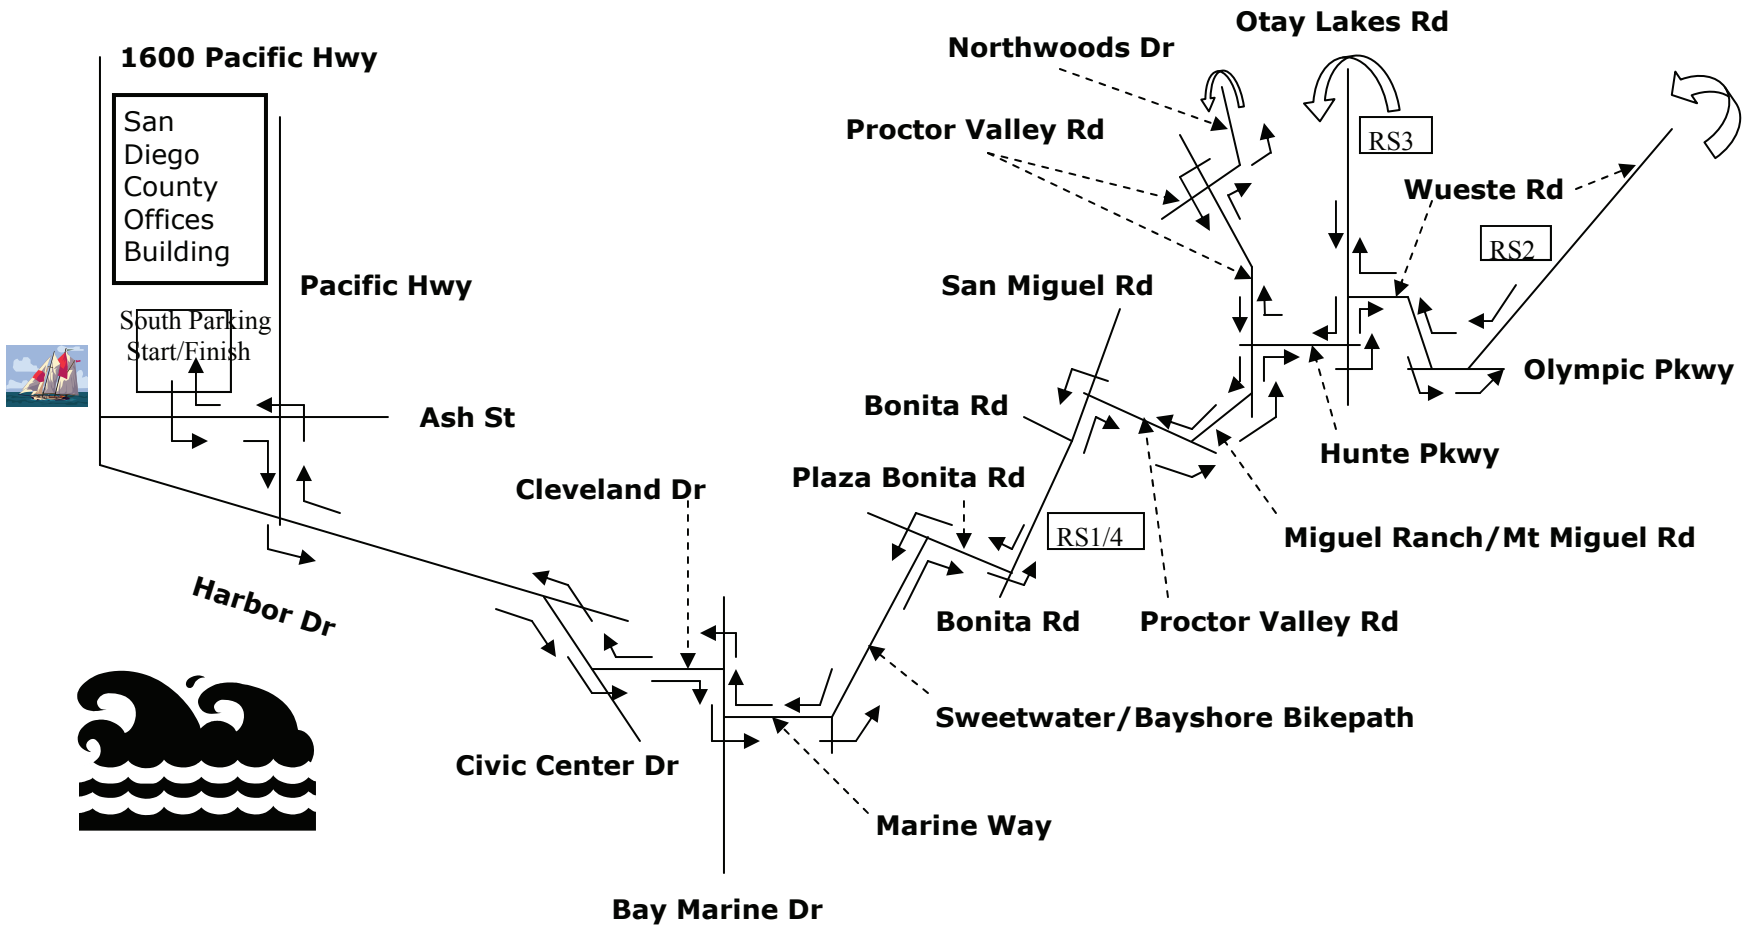 1600 Pacific Hwy
San
Diego
County
Offices
Building
Pacific Hwy
South Parking
Start/Finish
Ash St
Harbor Dr
Cleveland Dr
Civic Center Dr
Bay Marine Dr
Marine Way
Sweetwater/Bayshore Bikepath
Plaza Bonita Rd
Bonita Rd
RS1/4
Bonita Rd
San Miguel Rd
Proctor Valley Rd
Miguel Ranch/Mt Miguel Rd
Hunte Pkwy
Proctor Valley Rd
Northwoods Dr
Otay Lakes Rd
RS3
Wueste Rd
RS2
Olympic Pkwy